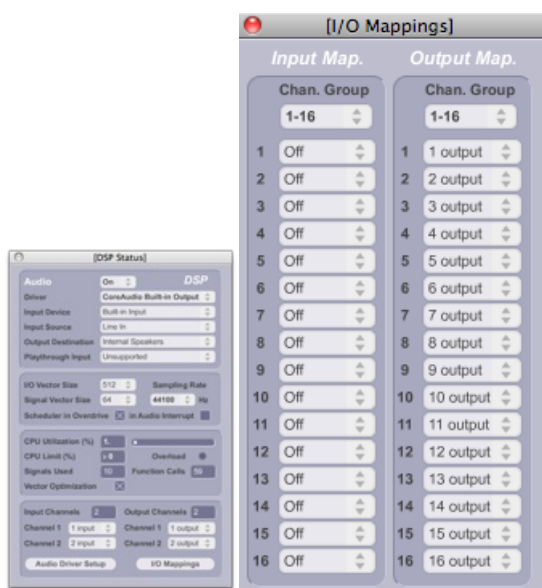 [DSP Status]
Audio On DSP
Driver CoreAudio Built-in Output
Input Device Built-in Input
Input Source Line In
Output Destination Internal Speakers
Playthrough Input Unsupported
I/O Vector Size 512 Sampling Rate
Signal Vector Size 64 44100 Hz
Scheduler in Overdrive in Audio Interrupt
CPU Utilization (%) 1.
CPU Limit (%) Overload
Signals Used 10 Function Calls
Vector Optimization
Input Channels 2 Output Channels 2
Channel 1 1 input Channel 1 1 output
Channel 2 2 input Channel 2 2 output
Audio Driver Setup I/O Mappings
[I/O Mappings]
Input Map. Output Map.
Chan. Group Chan. Group
1-16 1-16
1 Off 1 1 output
2 Off 2 2 output
3 Off 3 3 output
4 Off 4 4 output
5 Off 5 5 output
6 Off 6 6 output
7 Off 7 7 output
8 Off 8 8 output
9 Off 9 9 output
10 Off 10 10 output
11 Off 11 11 output
12 Off 12 12 output
13 Off 13 13 output
14 Off 14 14 output
15 Off 15 15 output
16 Off 16 16 output